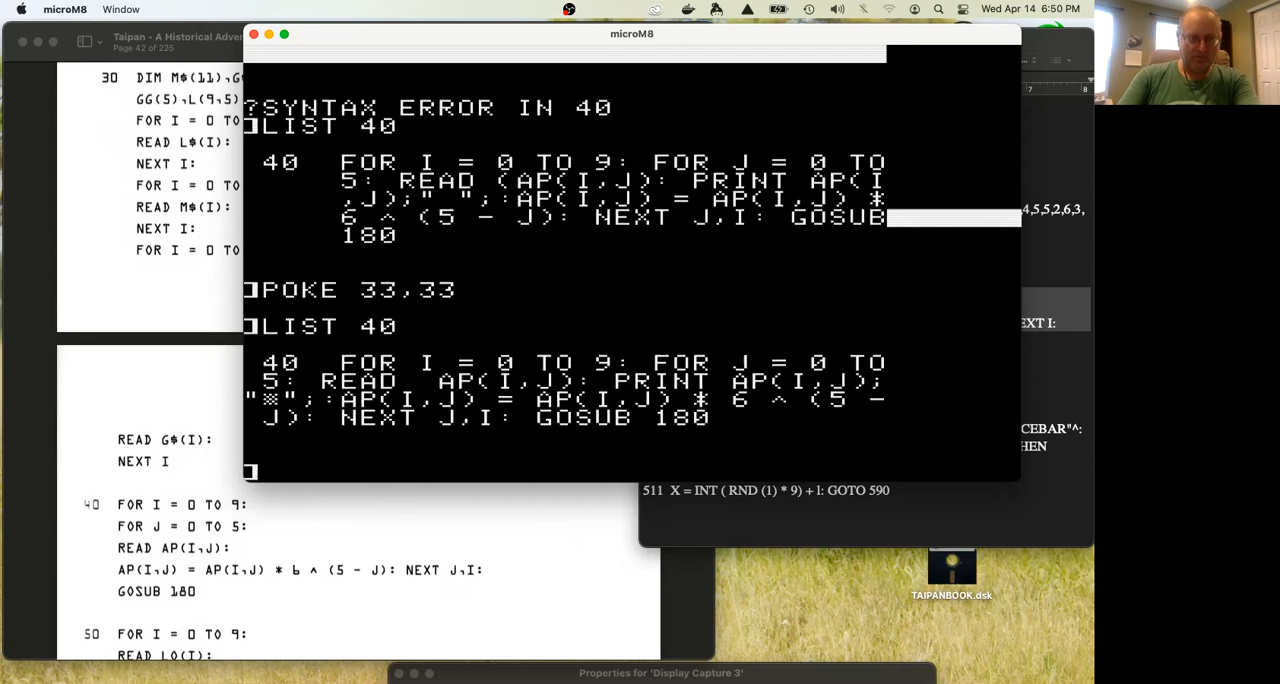 microM8 Window
Wed Apr 14 6:50 PM
Taipan - A Historical Adve
Page 42 of 225
microM8
30 DIM M$(11),G
GG(5),L(9,5)
FOR I = 0 TO
READ L$(I):
NEXT I:
FOR I = 0 TO
READ M$(I):
NEXT I:
FOR I = 0 TO
?SYNTAX ERROR IN 40
]LIST 40
40 FOR I = 0 TO 9: FOR J = 0 TO
5: READ (AP(I,J): PRINT AP(I
,J);" ";:AP(I,J) = AP(I,J) *
6 ^ (5 - J): NEXT J,I: GOSUB
180
]POKE 33,33
]LIST 40
40 FOR I = 0 TO 9: FOR J = 0 TO
5: READ AP(I,J): PRINT AP(I,J);
"※";:AP(I,J) = AP(I,J) * 6 ^ (5 -
J): NEXT J,I: GOSUB 180
]
7 8
4,5,5,2,6,3,
EXT I:
CEBAR"^:
HEN
511 X = INT ( RND (1) * 9) + l: GOTO 590
READ G$(I):
NEXT I
40 FOR I = 0 TO 9:
FOR J = 0 TO 5:
READ AP(I,J):
AP(I,J) = AP(I,J) * 6 ^ (5 - J): NEXT J,I:
GOSUB 180
50 FOR I = 0 TO 9:
READ LO(I):
TAIPANBOOK.dsk
Properties for 'Display Capture 3'